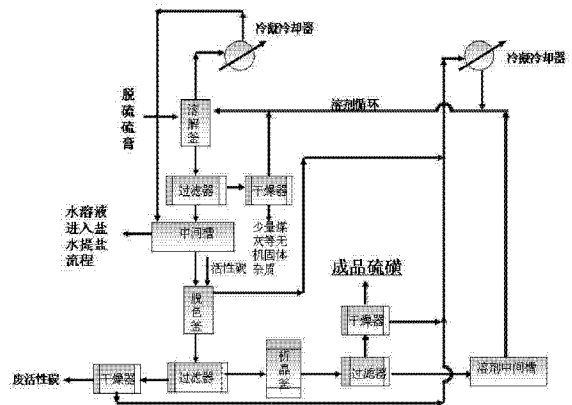 冷凝冷却器
冷凝冷却器
脱
硫
硫
膏
溶解釜
溶剂循环
过滤器
干燥器
水溶液
进入盐
水提盐
流程
中间槽
少量煤
灰等无
机固体
杂质
活性碳
成品硫磺
脱色釜
干燥器
废活性碳
干燥器
过滤器
析晶釜
过滤器
溶剂中间槽